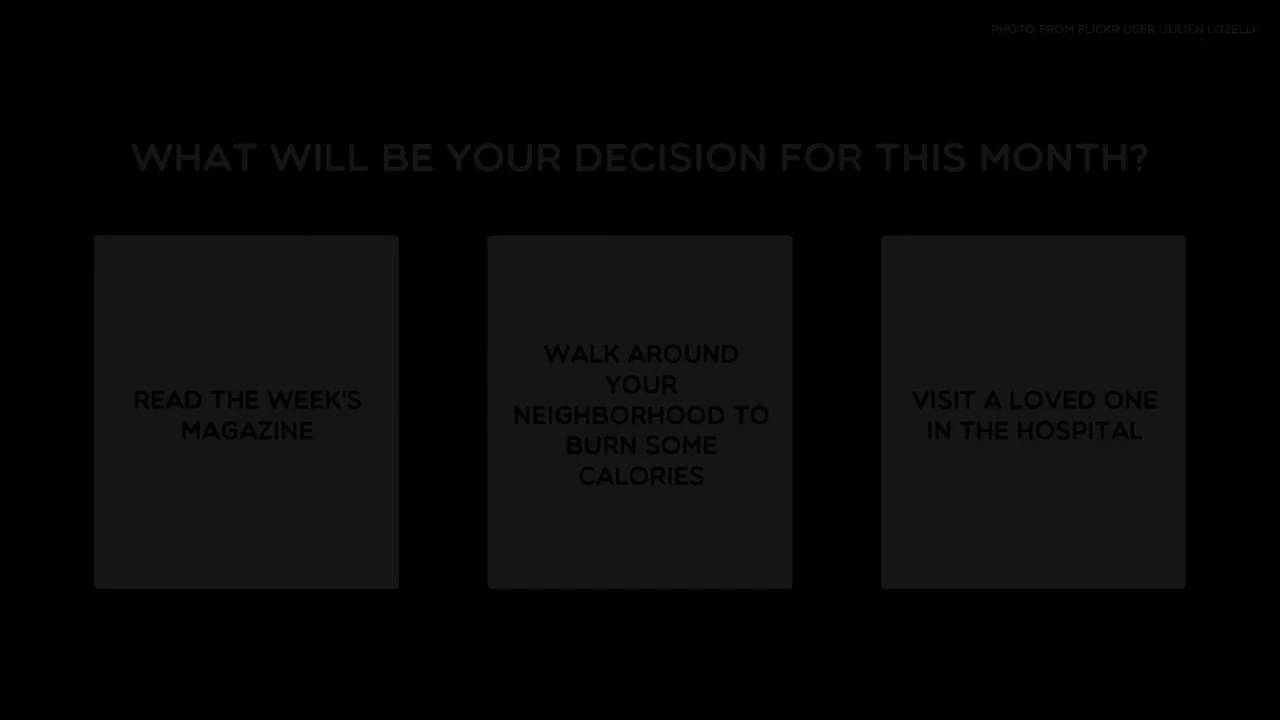 PHOTO FROM FLICKR USER 'JULIEN LOZELLI'
WHAT WILL BE YOUR DECISION FOR THIS MONTH?
READ THE WEEK'S
MAGAZINE
WALK AROUND
YOUR
NEIGHBORHOOD TO
BURN SOME
CALORIES
VISIT A LOVED ONE
IN THE HOSPITAL